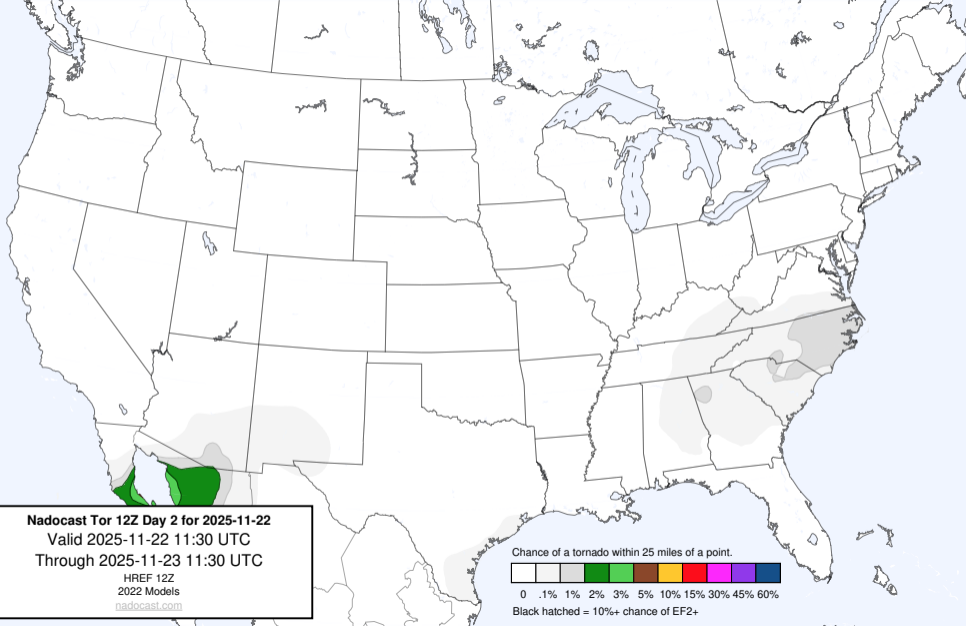 Nadocast Tor 12Z Day 2 for 2025-11-22
Valid 2025-11-22 11:30 UTC
Through 2025-11-23 11:30 UTC
HREF 12Z
2022 Models
nadocast.com
Chance of a tornado within 25 miles of a point.
0 .1% 1% 2% 3% 5% 10% 15% 30% 45% 60%
Black hatched = 10%+ chance of EF2+